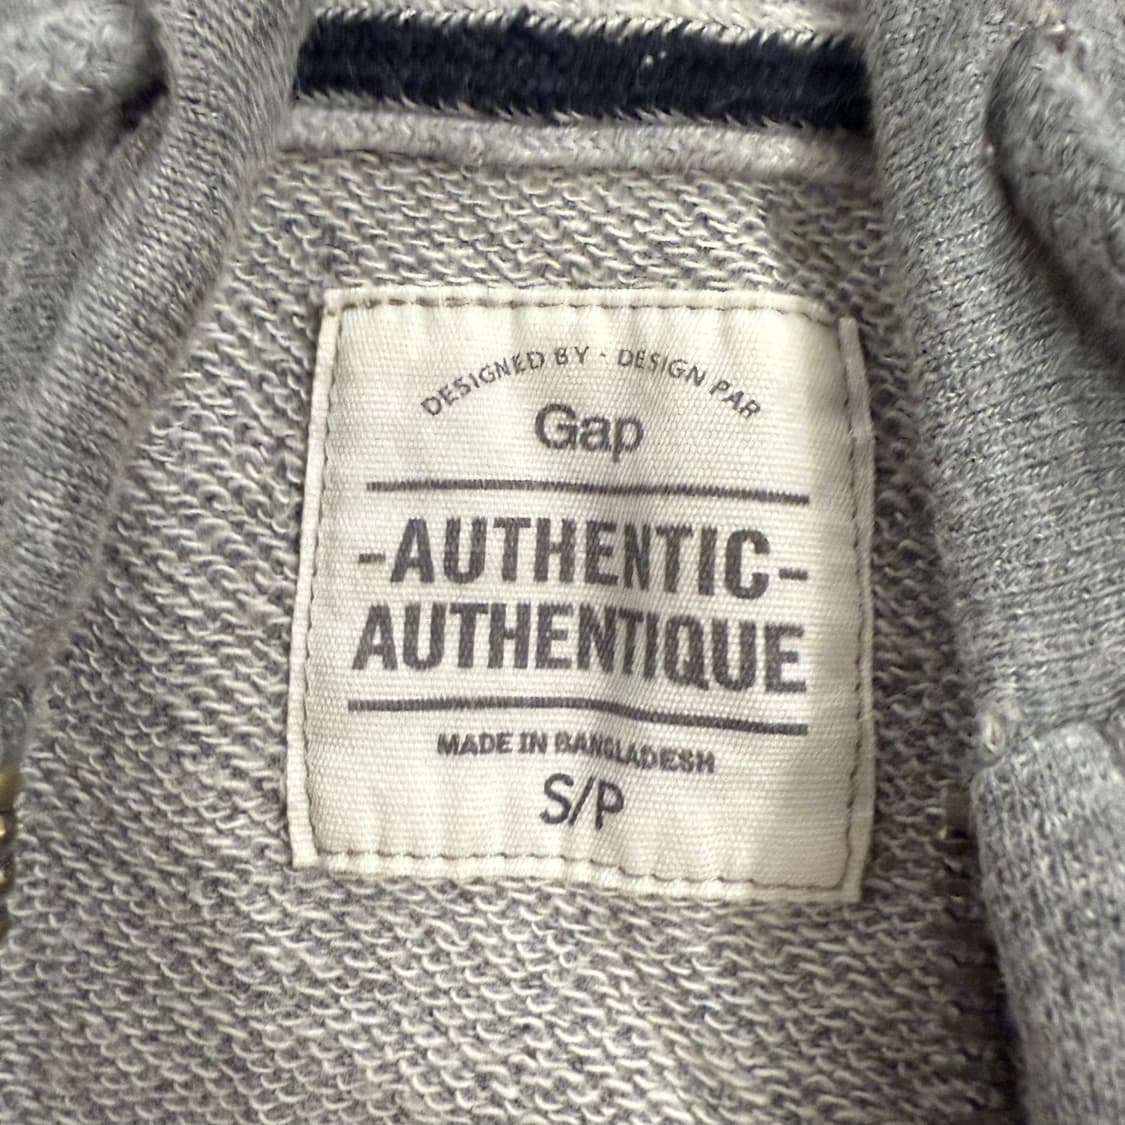 DESIGNED BY · DESIGN PAR
Gap
-AUTHENTIC-
AUTHENTIQUE
MADE IN BANGLADESH
S/P